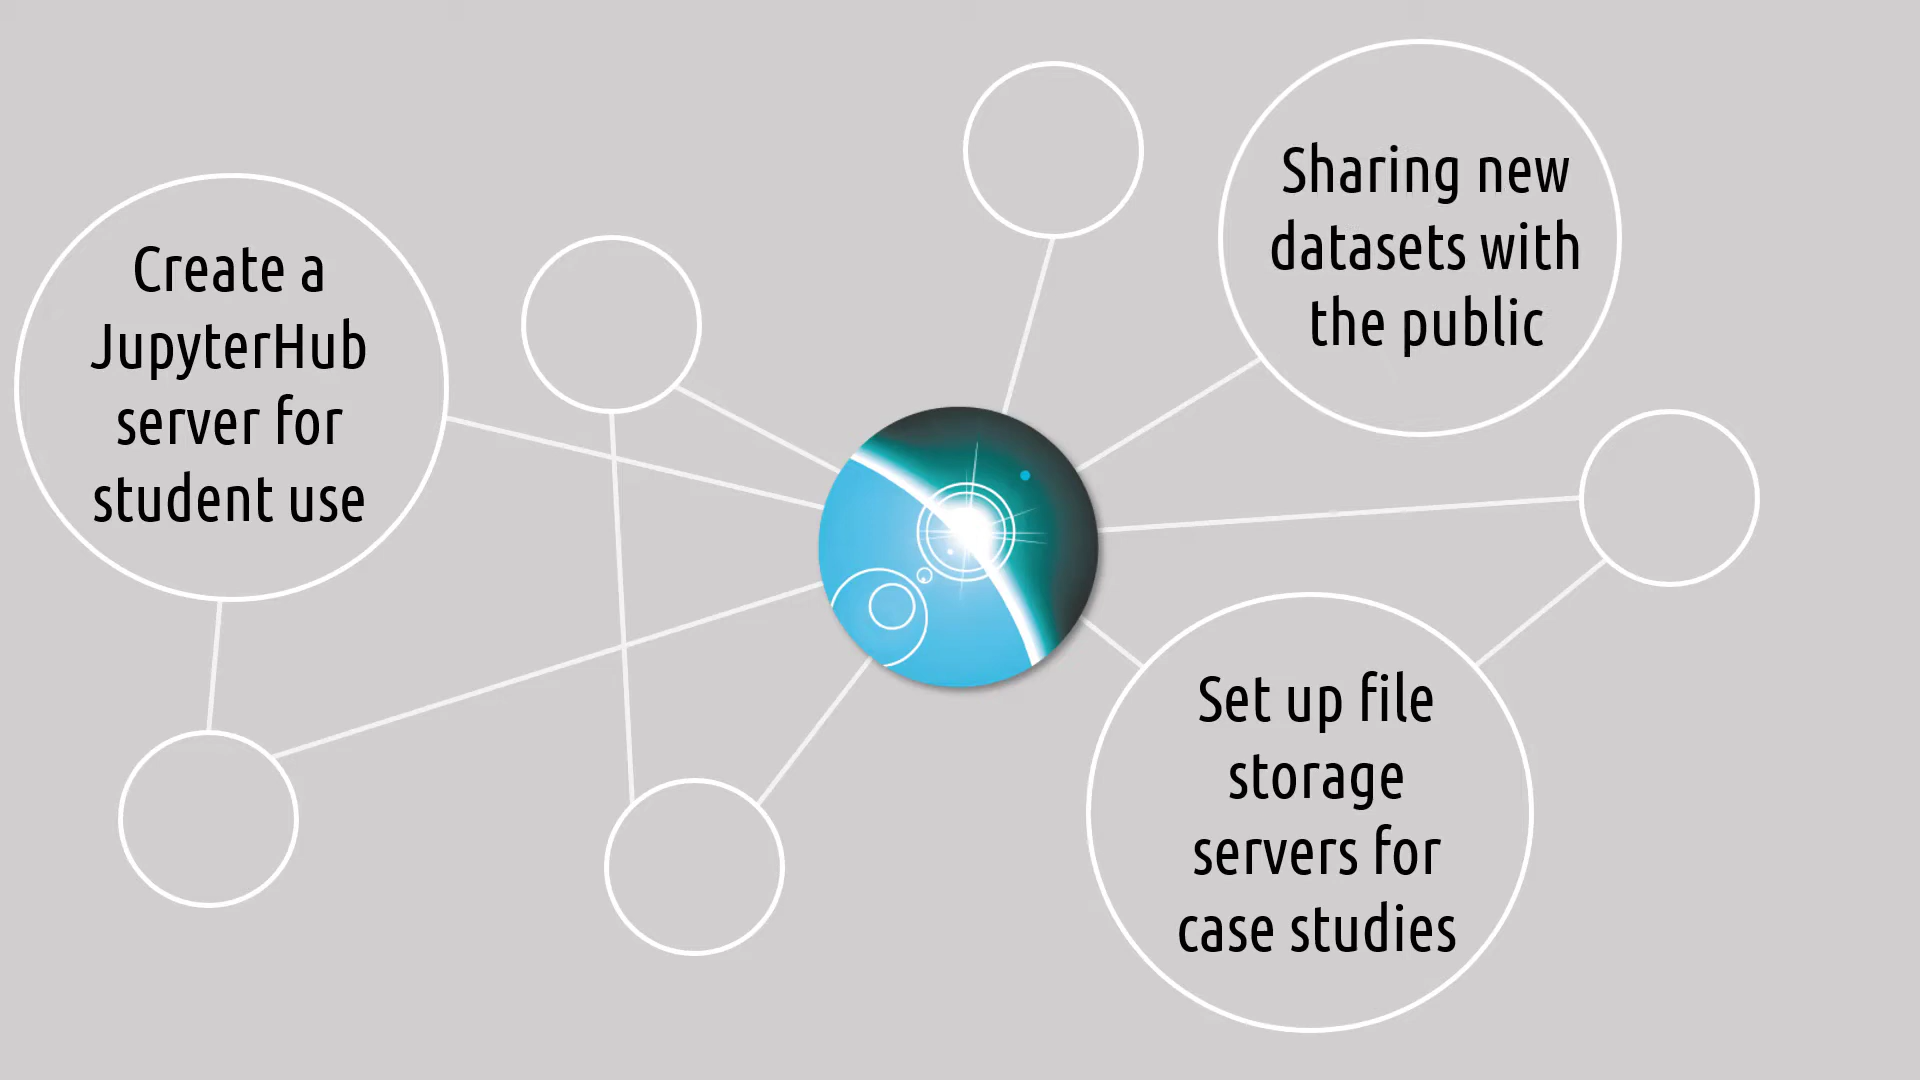 Create a
JupyterHub
server for
student use
Sharing new
datasets with
the public
Set up file
storage
servers for
case studies